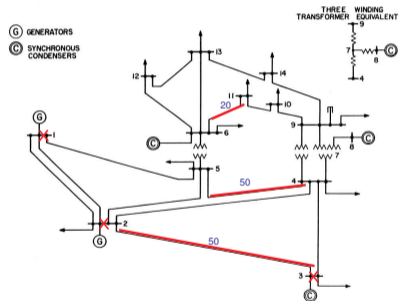 THREE WINDING
TRANSFORMER EQUIVALENT
G GENERATORS
C SYNCHRONOUS
CONDENSERS
9
7
8
C
4
13
14
12
11
20
10
G
1
C
6
9
8
C
7
5
50
4
2
G
50
3
C